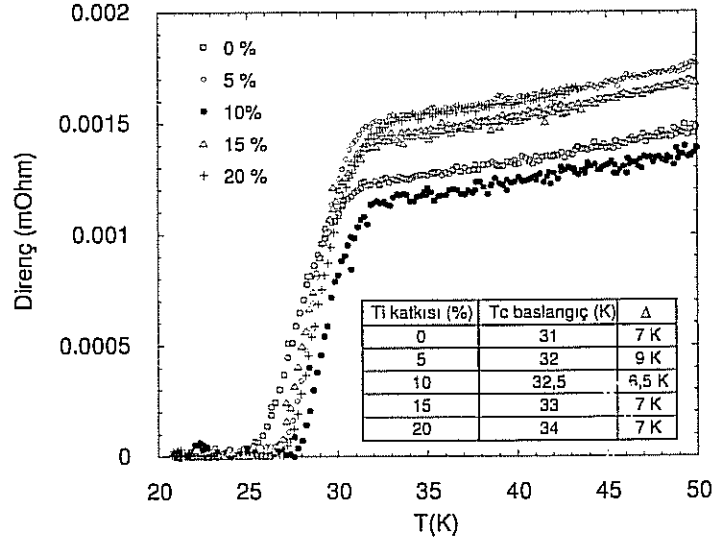 0.002
0.0015
0.001
0.0005
0
Direnç (mOhm)
0 %
5 %
10%
15 %
20 %
Ti katkısı (%) Tc baslangıç (K) Δ
0 31 7 K
5 32 9 K
10 32,5 6,5 K
15 33 7 K
20 34 7 K
20 25 30 35 40 45 50
T(K)